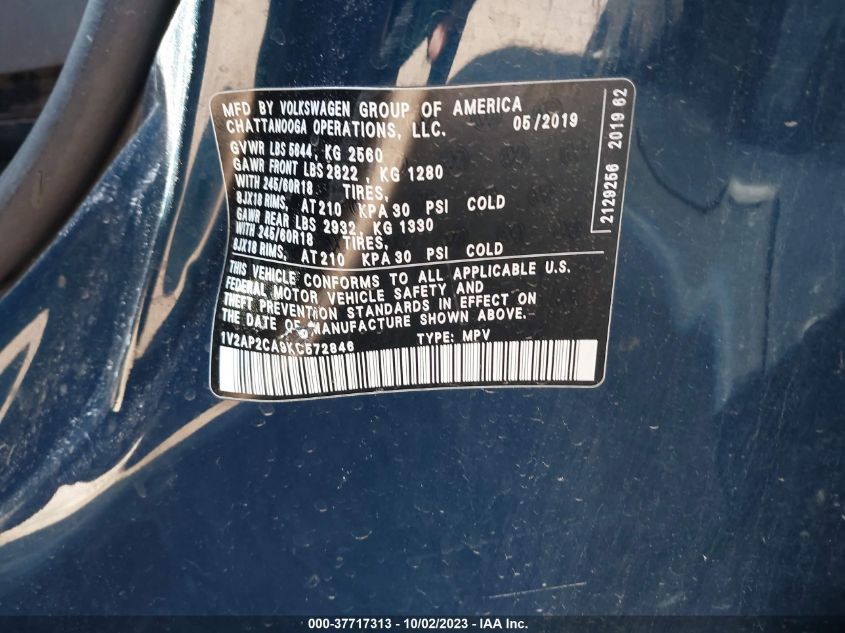 MFD BY VOLKSWAGEN GROUP OF AMERICA
CHATTANOOGA OPERATIONS, LLC. 05/2019
GVWR LBS 5644, KG 2560
GAWR FRONT LBS 2822 , KG 1280
WITH 245/60R18 TIRES,
8JX18 RIMS, AT 210 KPA 30 PSI COLD
GAWR REAR LBS 2932, KG 1330
WITH 245/60R18 TIRES,
8JX18 RIMS, AT 210 KPA 30 PSI COLD
THIS VEHICLE CONFORMS TO ALL APPLICABLE U.S.
FEDERAL MOTOR VEHICLE SAFETY AND
THEFT PREVENTION STANDARDS IN EFFECT ON
THE DATE OF MANUFACTURE SHOWN ABOVE.
1V2AP2CA9KC572846 TYPE: MPV
2129256 2019 62
000-37717313 - 10/02/2023 - IAA Inc.